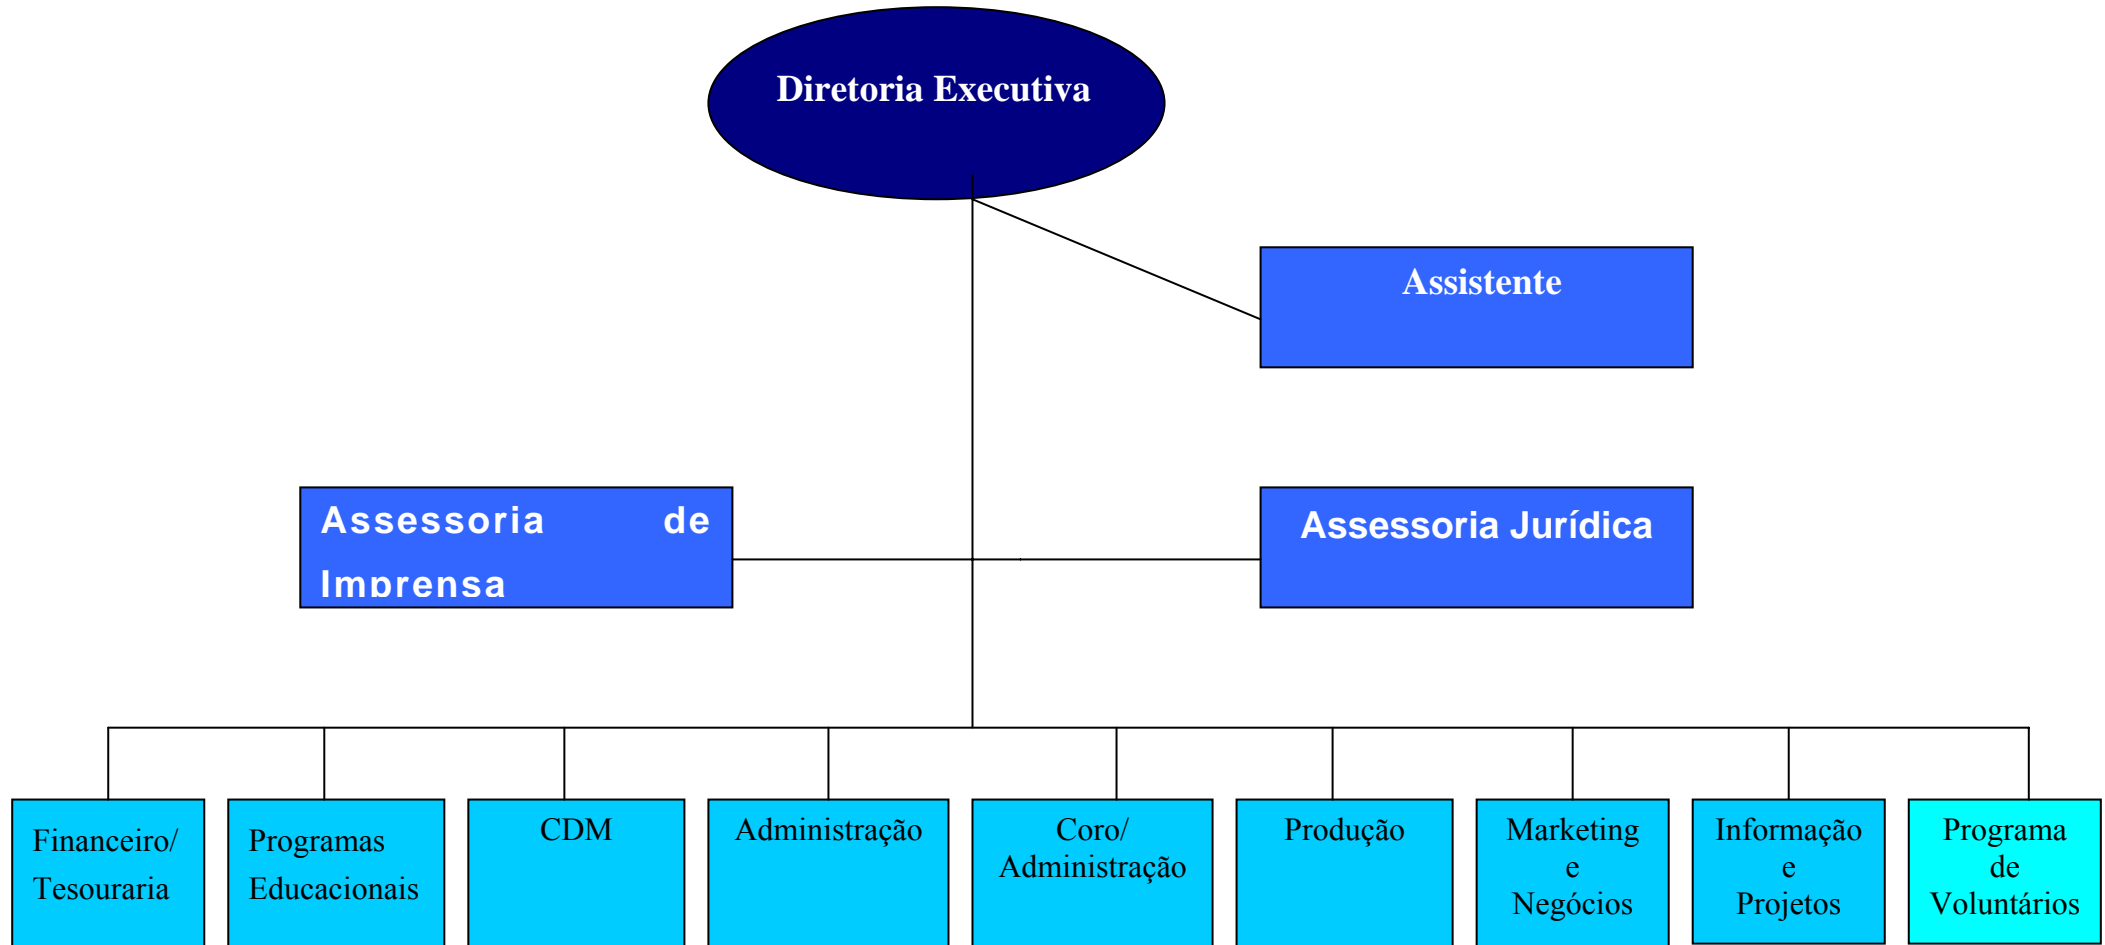 Diretoria Executiva
Assistente
Assessoria de
Imprensa
Assessoria Jurídica
Financeiro/
Tesouraria
Programas
Educacionais
CDM
Administração
Coro/
Administração
Produção
Marketing
e
Negócios
Informação
e
Projetos
Programa
de
Voluntários